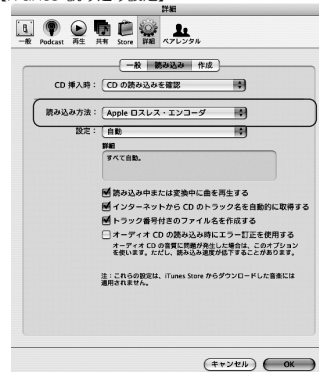 詳細
一般 Podcast 再生 共有 Store 詳細 ペアレンタル
一般 読み込み 作成
CD 挿入時： CD の読み込みを確認
読み込み方法： Apple ロスレス・エンコーダ
設定： 自動
詳細
すべて自動。
読み込み中または変換中に曲を再生する
インターネットから CD のトラック名を自動的に取得する
トラック番号付きのファイル名を作成する
オーディオ CD の読み込み時にエラー訂正を使用する
オーディオ CD の音質に問題が発生した場合は、このオプション
を使います。ただし、読み込み速度が低下することがあります。
注：これらの設定は、iTunes Store からダウンロードした音楽には
適用されません。
キャンセル OK